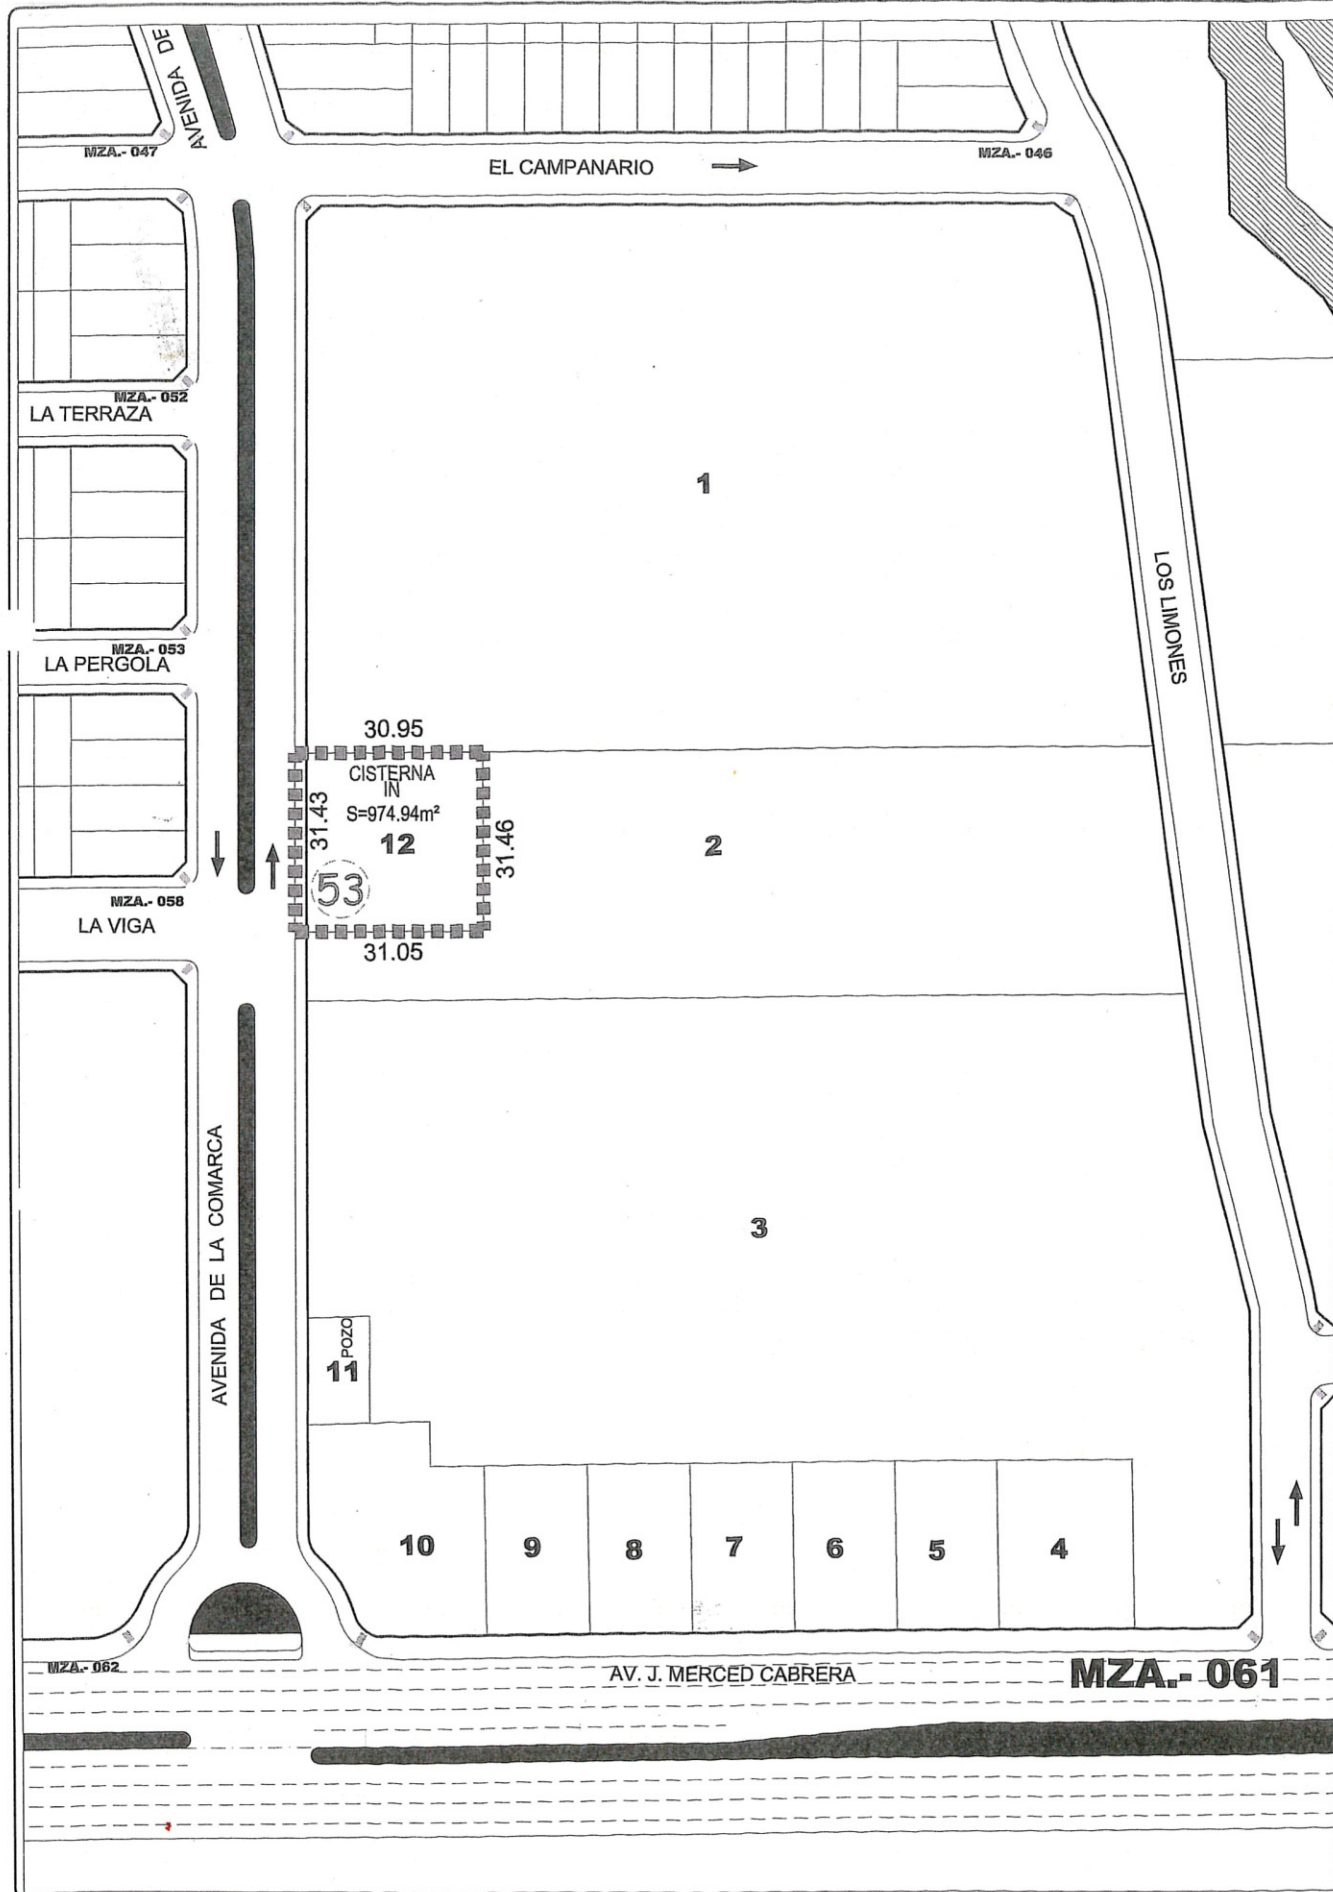 AVENIDA DE
MZA.- 047
EL CAMPANARIO
MZA.- 046
MZA.- 052
LA TERRAZA
1
LOS LIMONES
MZA.- 053
LA PERGOLA
30.95
CISTERNA
IN
S=974.94m²
12
31.43
31.46
53
31.05
2
MZA.- 058
LA VIGA
AVENIDA DE LA COMARCA
3
POZO
11
10
9
8
7
6
5
4
MZA.- 062
AV. J. MERCED CABRERA
MZA.- 061